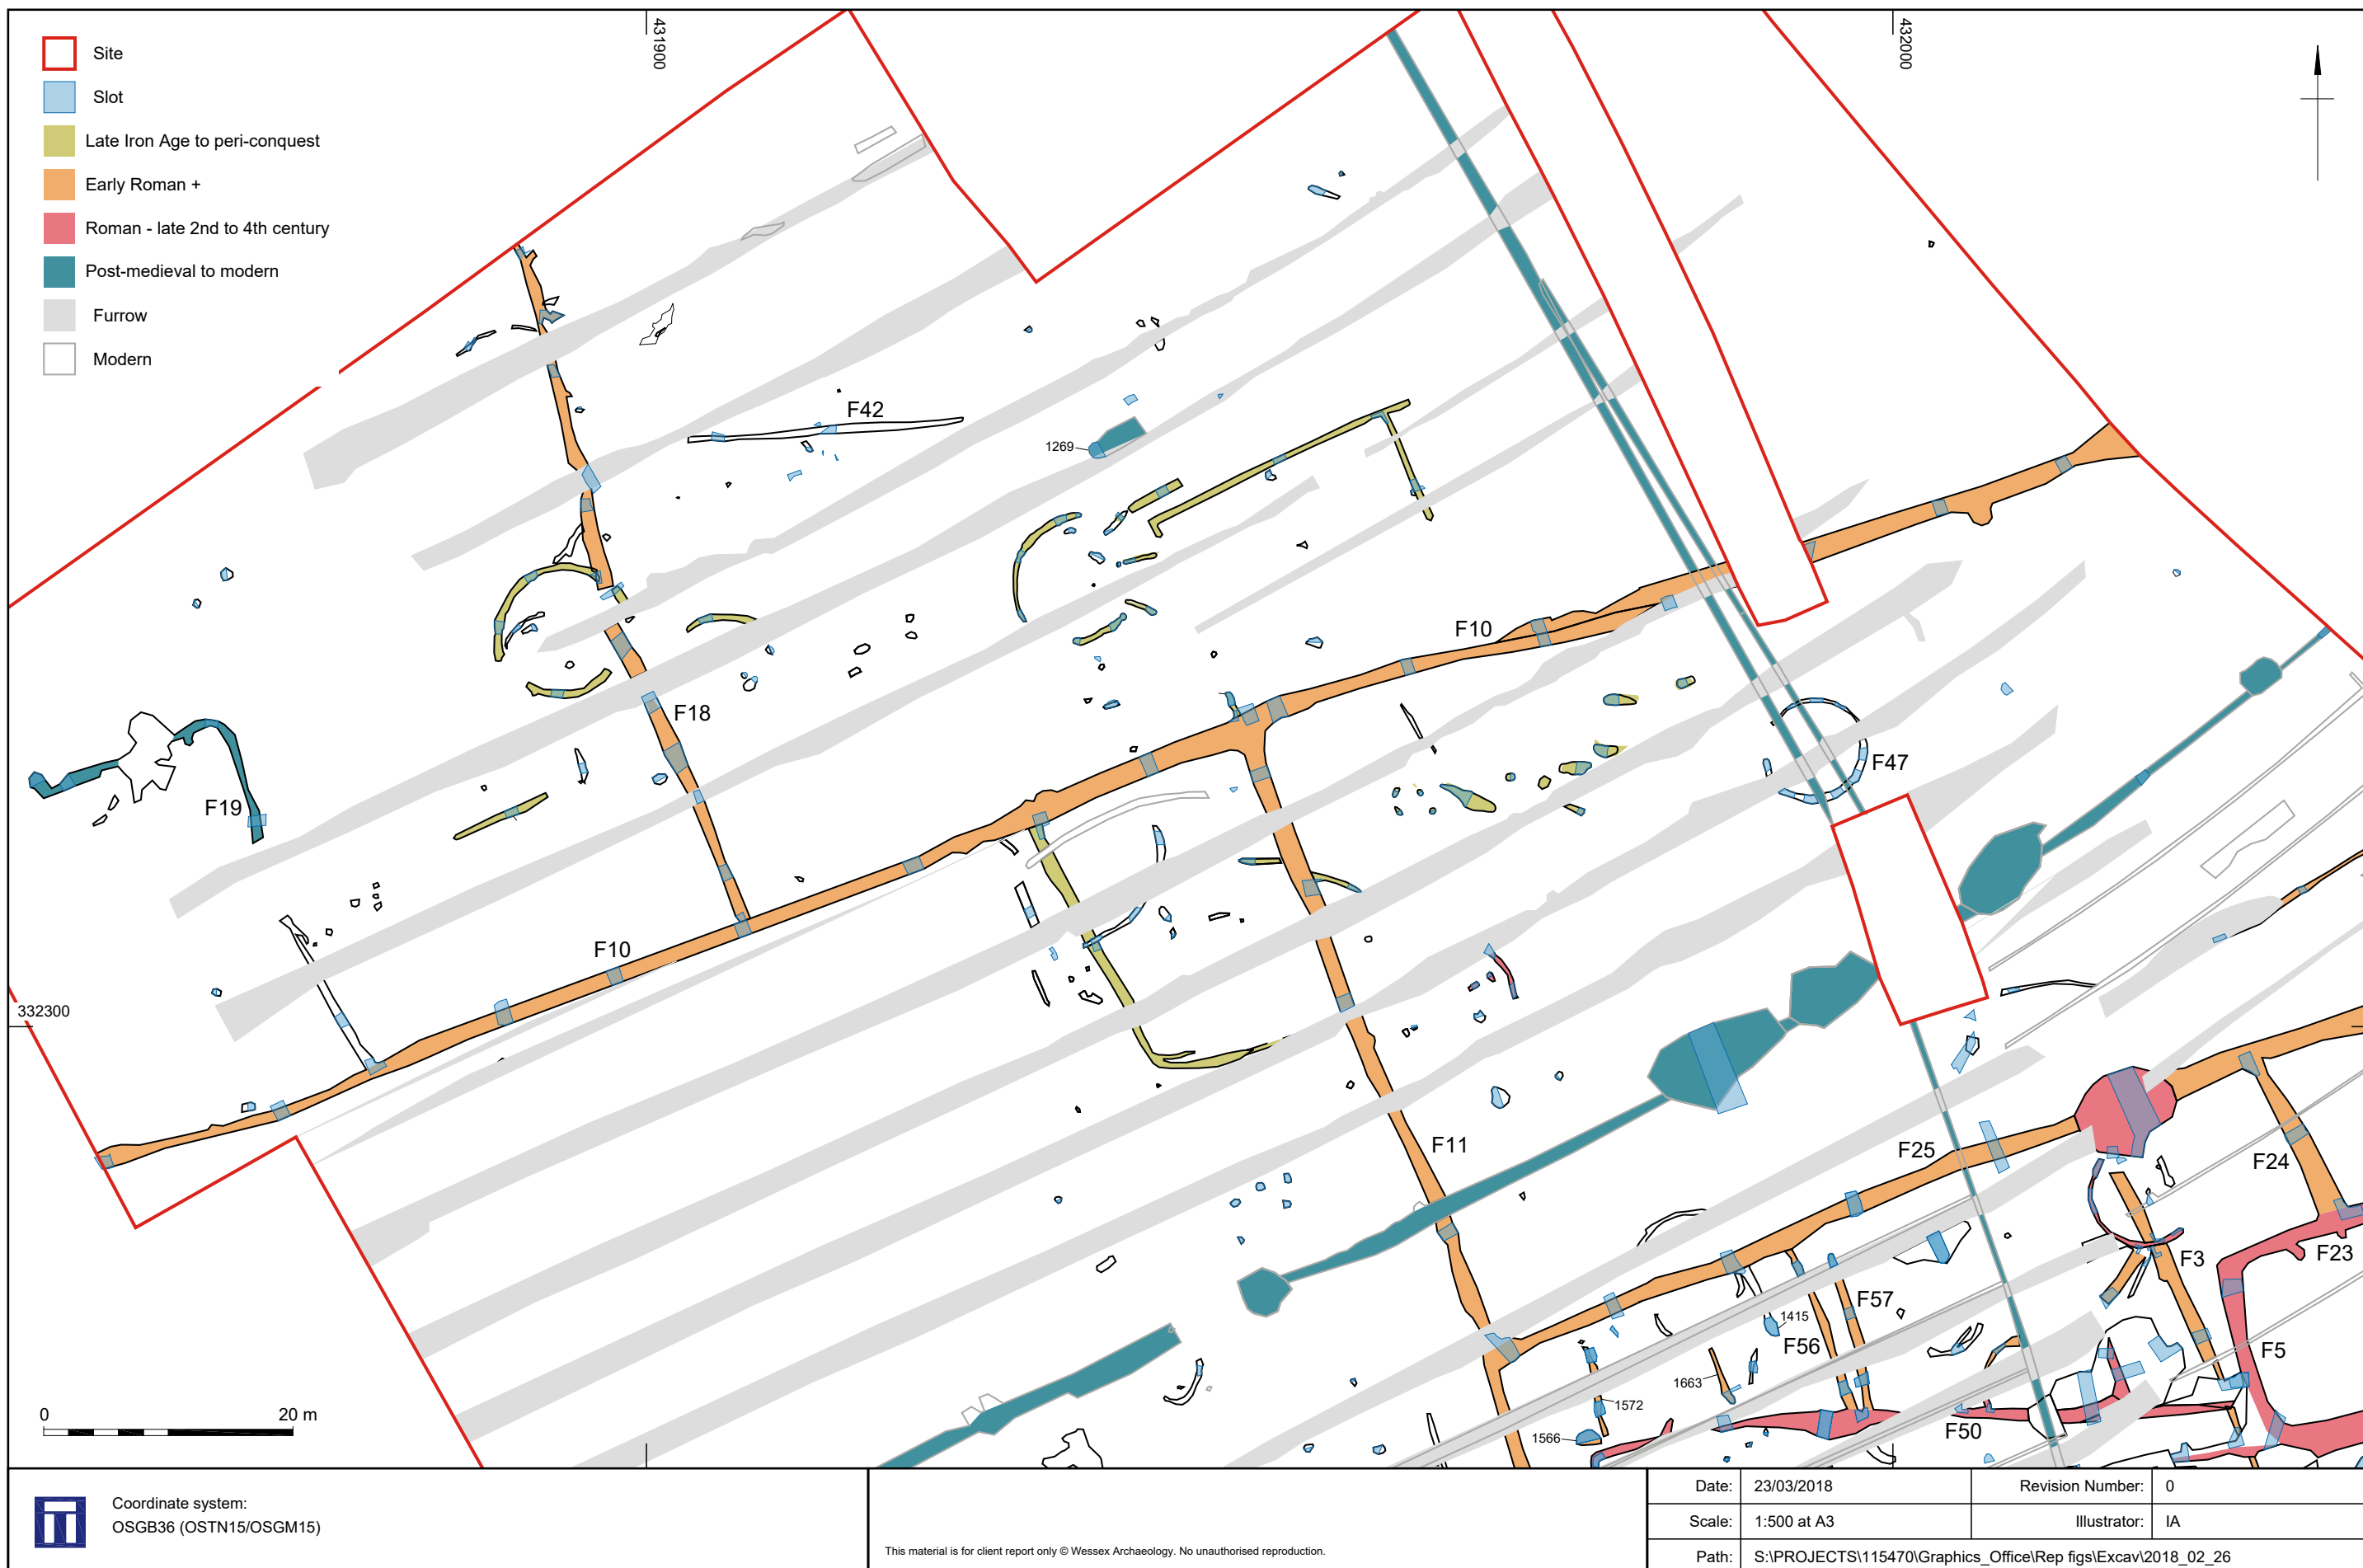 431900
432000
Site
Slot
Late Iron Age to peri-conquest
Early Roman +
Roman - late 2nd to 4th century
Post-medieval to modern
Furrow
Modern
F42
1269
F10
F18
F47
F19
F10
332300
F11
F25
F24
F3
F23
F57
1415
F56
F5
1663
1572
F50
1566
0 20 m
Coordinate system:
OSGB36 (OSTN15/OSGM15)
This material is for client report only © Wessex Archaeology. No unauthorised reproduction.
Date: 23/03/2018 Revision Number: 0
Scale: 1:500 at A3 Illustrator: IA
Path: S:\PROJECTS\115470\Graphics_Office\Rep figs\Excav\2018_02_26